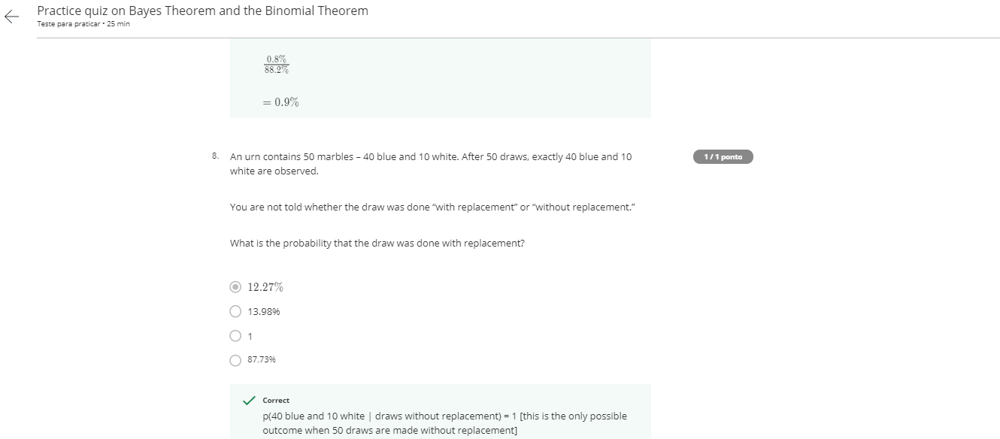 Practice quiz on Bayes Theorem and the Binomial Theorem
Teste para praticar • 25 min
0.8%
88.2%
= 0.9%
8. An urn contains 50 marbles – 40 blue and 10 white. After 50 draws, exactly 40 blue and 10
white are observed.
1 / 1 ponto
You are not told whether the draw was done “with replacement” or “without replacement.”
What is the probability that the draw was done with replacement?
12.27%
13.98%
1
87.73%
Correct
p(40 blue and 10 white | draws without replacement) = 1 [this is the only possible
outcome when 50 draws are made without replacement]